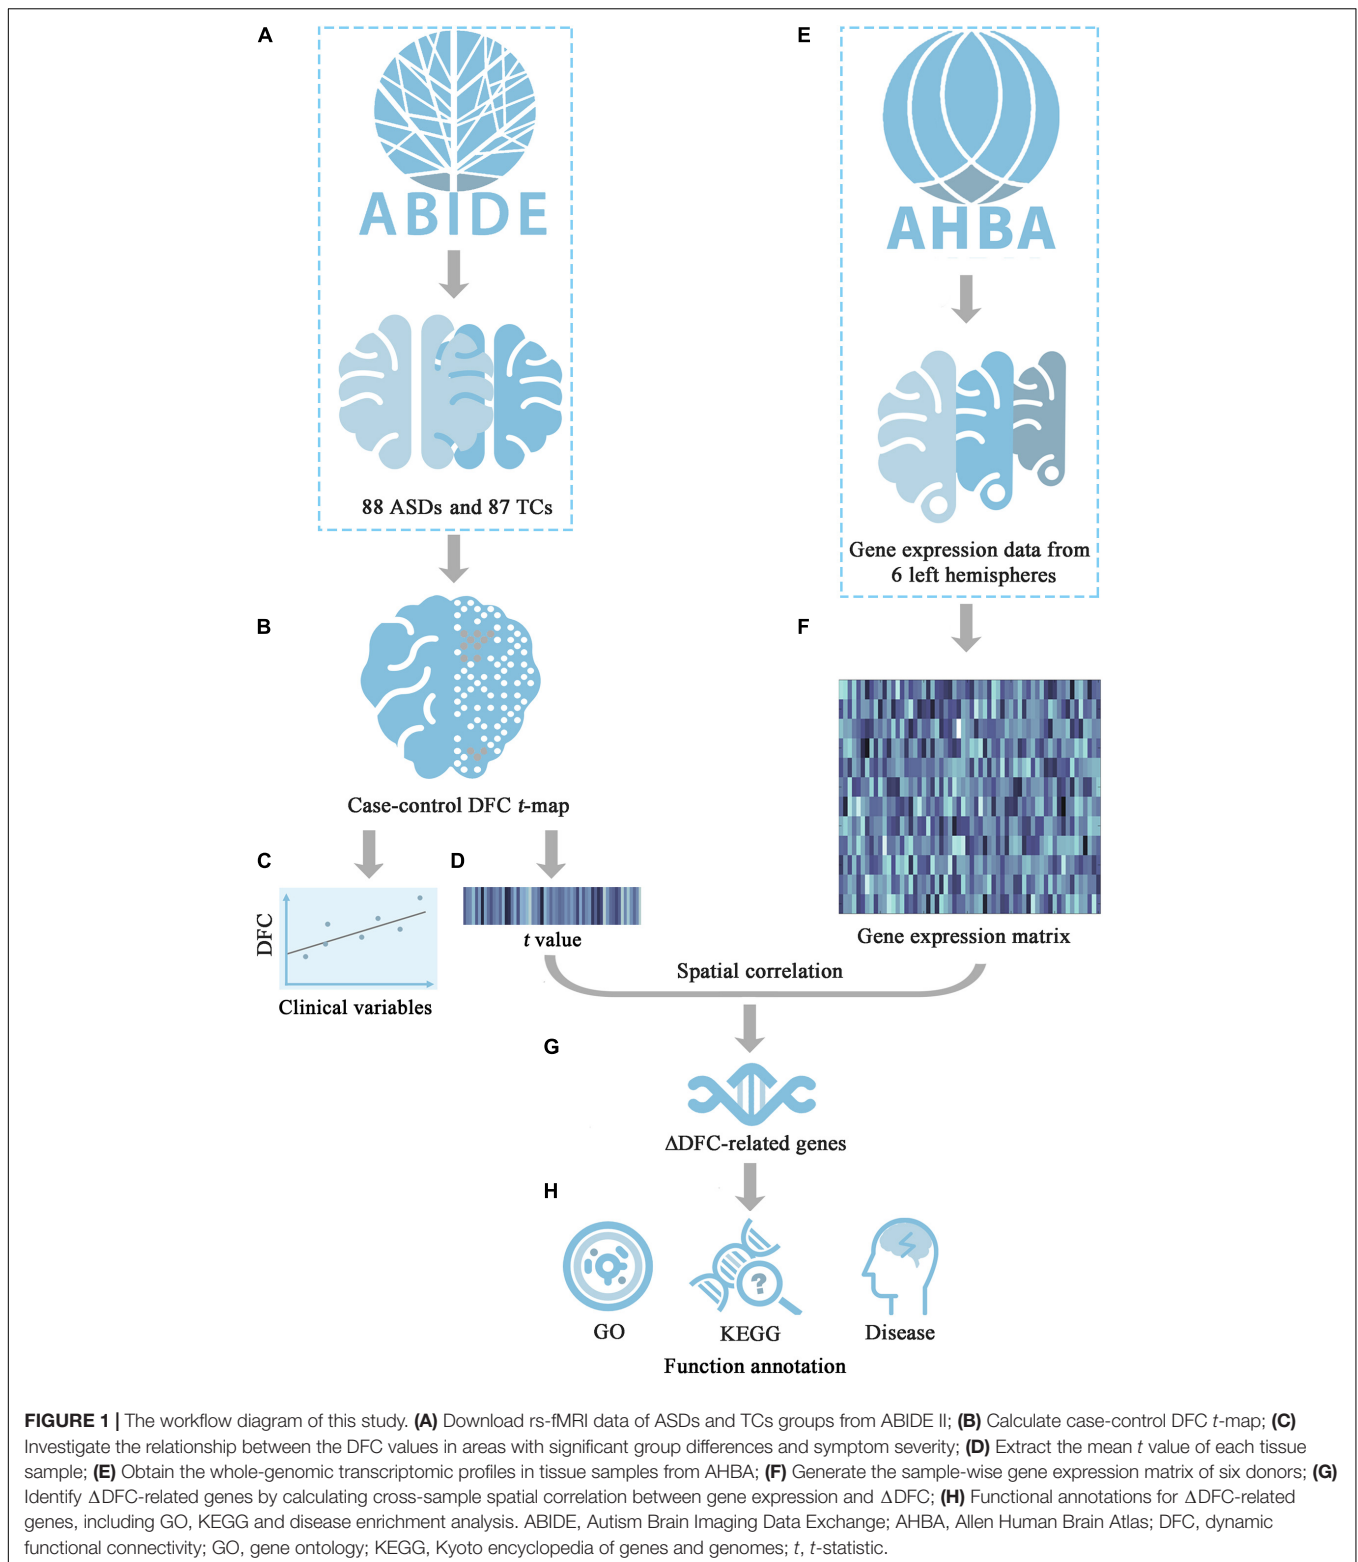 A
ABIDE
88 ASDs and 87 TCs
E
AHBA
Gene expression data from
6 left hemispheres
B
Case-control DFC t-map
F
Gene expression matrix
C
DFC
Clinical variables
D
t value
Spatial correlation
G
ΔDFC-related genes
H
?
GO
KEGG
Disease
Function annotation
FIGURE 1 | The workflow diagram of this study. (A) Download rs-fMRI data of ASDs and TCs groups from ABIDE II; (B) Calculate case-control DFC t-map; (C)
Investigate the relationship between the DFC values in areas with significant group differences and symptom severity; (D) Extract the mean t value of each tissue
sample; (E) Obtain the whole-genomic transcriptomic profiles in tissue samples from AHBA; (F) Generate the sample-wise gene expression matrix of six donors; (G)
Identify ΔDFC-related genes by calculating cross-sample spatial correlation between gene expression and ΔDFC; (H) Functional annotations for ΔDFC-related
genes, including GO, KEGG and disease enrichment analysis. ABIDE, Autism Brain Imaging Data Exchange; AHBA, Allen Human Brain Atlas; DFC, dynamic
functional connectivity; GO, gene ontology; KEGG, Kyoto encyclopedia of genes and genomes; t, t-statistic.